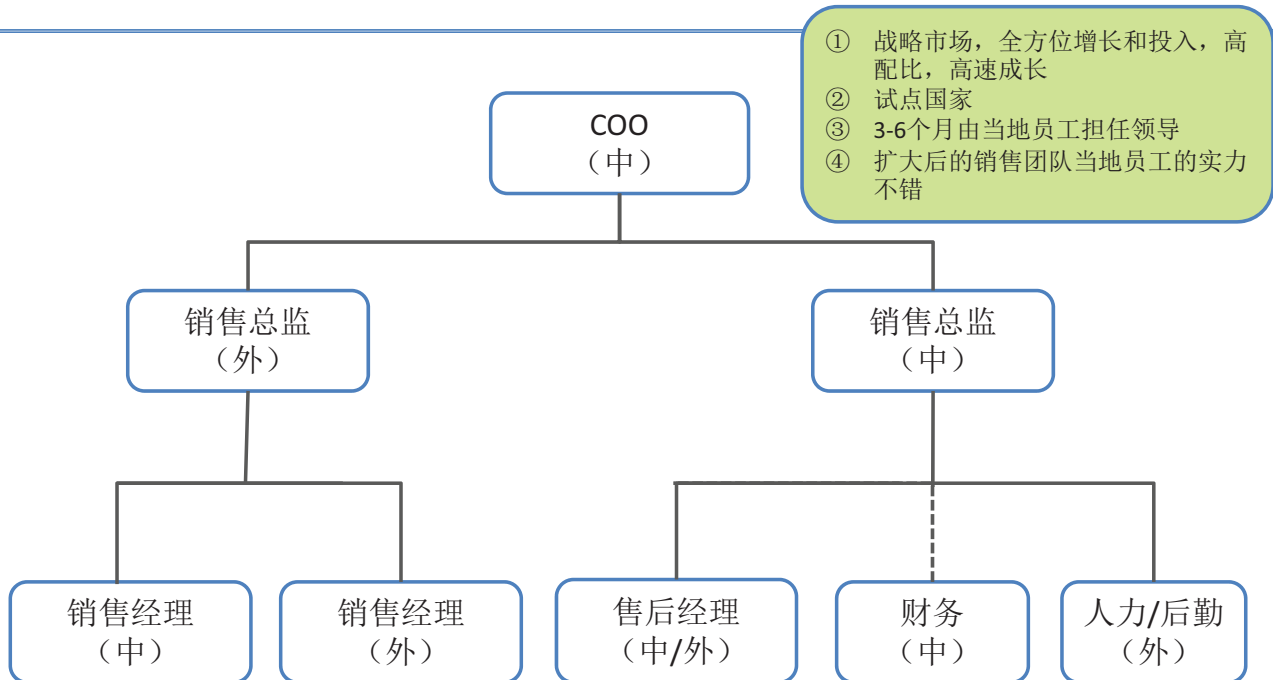 ① 战略市场，全方位增长和投入，高
配比，高速成长
② 试点国家
③ 3-6个月由当地员工担任领导
④ 扩大后的销售团队当地员工的实力
不错
COO
（中）
销售总监
（外）
销售总监
（中）
销售经理
（中）
销售经理
（外）
售后经理
（中/外）
财务
（中）
人力/后勤
（外）